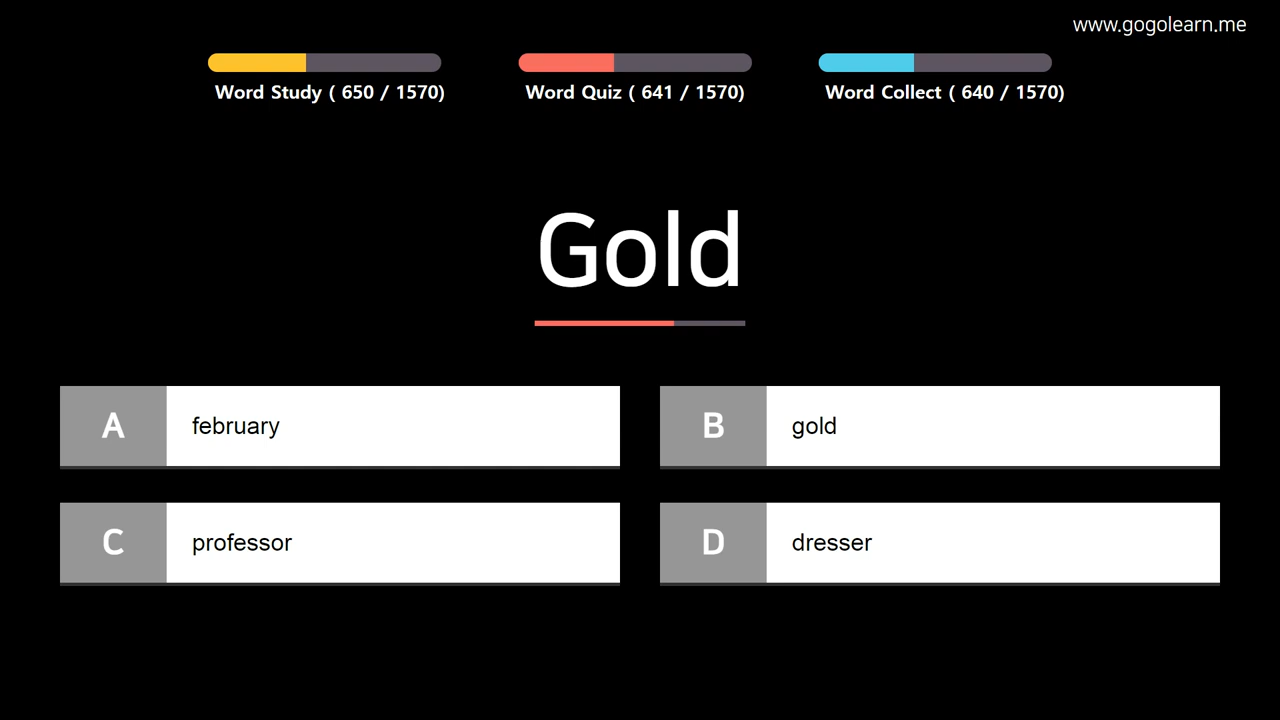 www.gogolearn.me
Word Study ( 650 / 1570)
Word Quiz ( 641 / 1570)
Word Collect ( 640 / 1570)
Gold
A february
B gold
C professor
D dresser